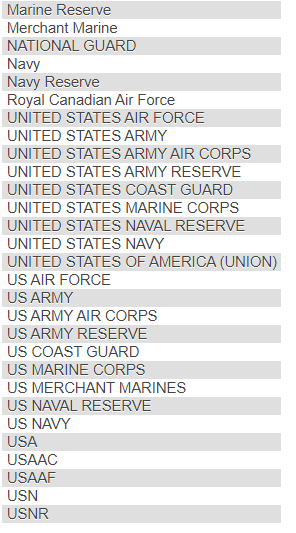 Marine Reserve
Merchant Marine
NATIONAL GUARD
Navy
Navy Reserve
Royal Canadian Air Force
UNITED STATES AIR FORCE
UNITED STATES ARMY
UNITED STATES ARMY AIR CORPS
UNITED STATES ARMY RESERVE
UNITED STATES COAST GUARD
UNITED STATES MARINE CORPS
UNITED STATES NAVAL RESERVE
UNITED STATES NAVY
UNITED STATES OF AMERICA (UNION)
US AIR FORCE
US ARMY
US ARMY AIR CORPS
US ARMY RESERVE
US COAST GUARD
US MARINE CORPS
US MERCHANT MARINES
US NAVAL RESERVE
US NAVY
USA
USAAC
USAAF
USN
USNR